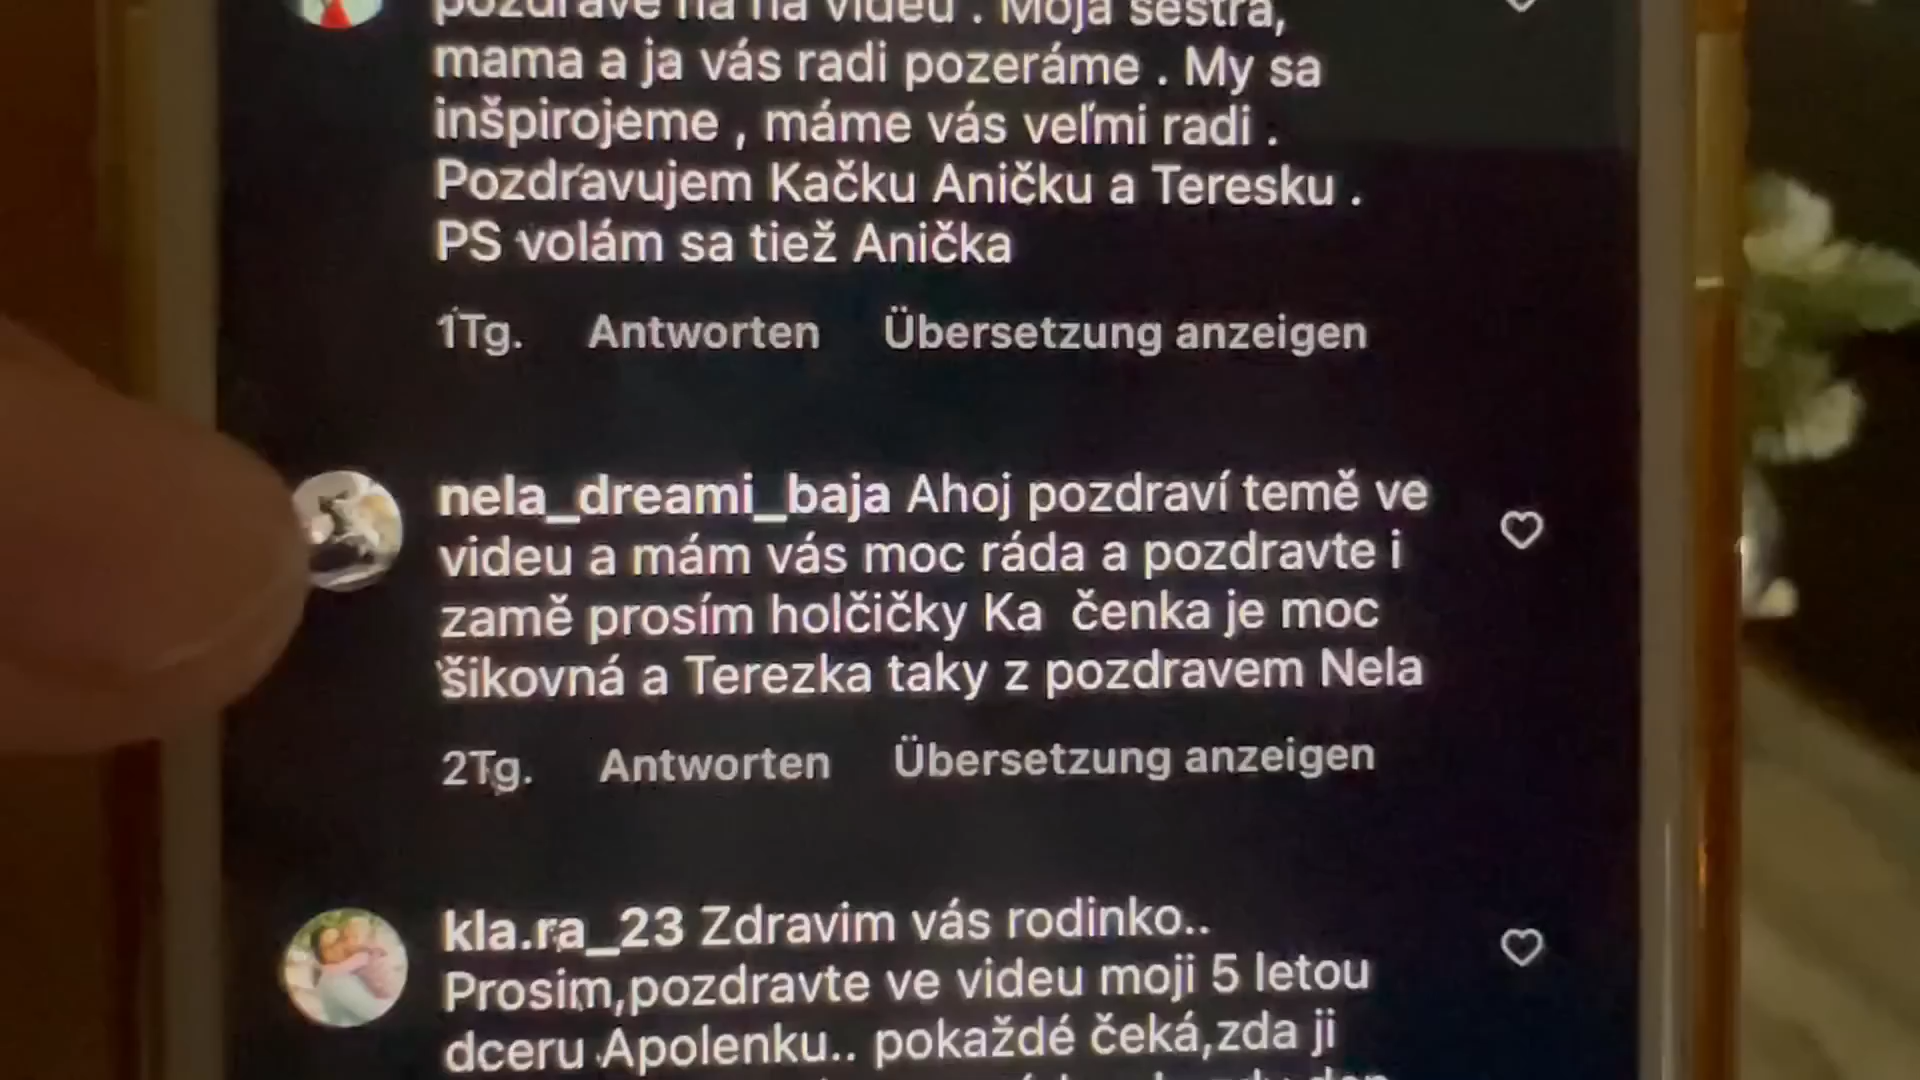 pozdrave na na videu . Moja sestra,
mama a ja vás radi pozeráme . My sa
inšpirojeme , máme vás veľmi radi .
Pozdravujem Kačku Aničku a Teresku .
PS volám sa tiež Anička
1Tg. Antworten Übersetzung anzeigen
nela_dreami_baja Ahoj pozdraví temě ve
videu a mám vás moc ráda a pozdravte i
zamě prosím holčičky Ka čenka je moc
šikovná a Terezka taky z pozdravem Nela
2Tg. Antworten Übersetzung anzeigen
kla.ra_23 Zdravim vás rodinko..
Prosim,pozdravte ve videu moji 5 letou
dceru Apolenku.. pokaždé čeká,zda ji